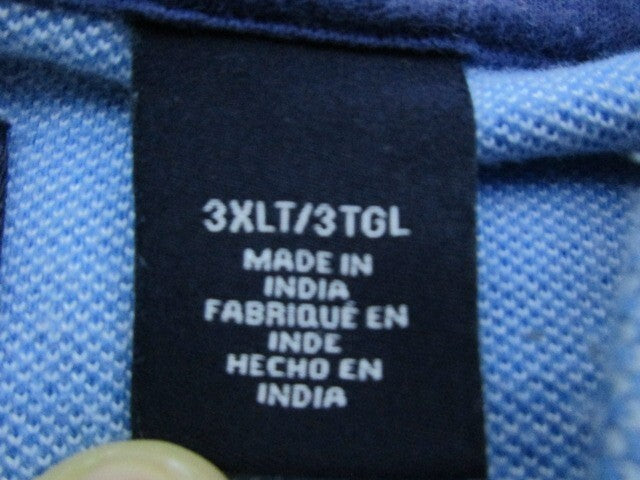 3XLT/3TGL
MADE IN
INDIA
FABRIQUÉ EN
INDE
HECHO EN
INDIA